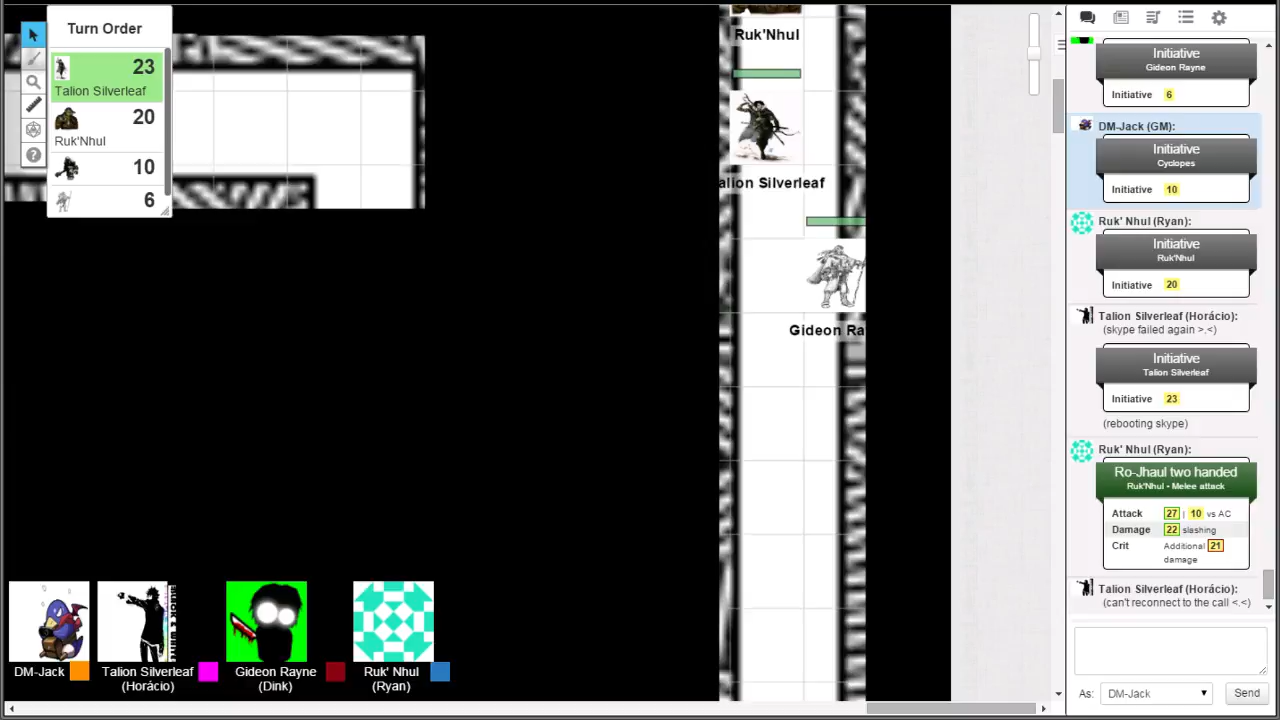 Turn Order
23
Talion Silverleaf
20
Ruk'Nhul
10
6
Ruk'Nhul
alion Silverleaf
Gideon Ra
DM-Jack
Talion Silverleaf
(Horácio)
Gideon Rayne
(Dink)
Ruk' Nhul
(Ryan)
Initiative
Gideon Rayne
Initiative 6
DM-Jack (GM):
Initiative
Cyclopes
Initiative 10
Ruk' Nhul (Ryan):
Initiative
Ruk'Nhul
Initiative 20
Talion Silverleaf (Horácio):
(skype failed again >.<)
Initiative
Talion Silverleaf
Initiative 23
(rebooting skype)
Ruk' Nhul (Ryan):
Ro-Jhaul two handed
Ruk'Nhul - Melee attack
Attack 27 | 10 vs AC
Damage 22 slashing
Crit Additional 21
damage
Talion Silverleaf (Horácio):
(can't reconnect to the call <.<)
As: DM-Jack Send